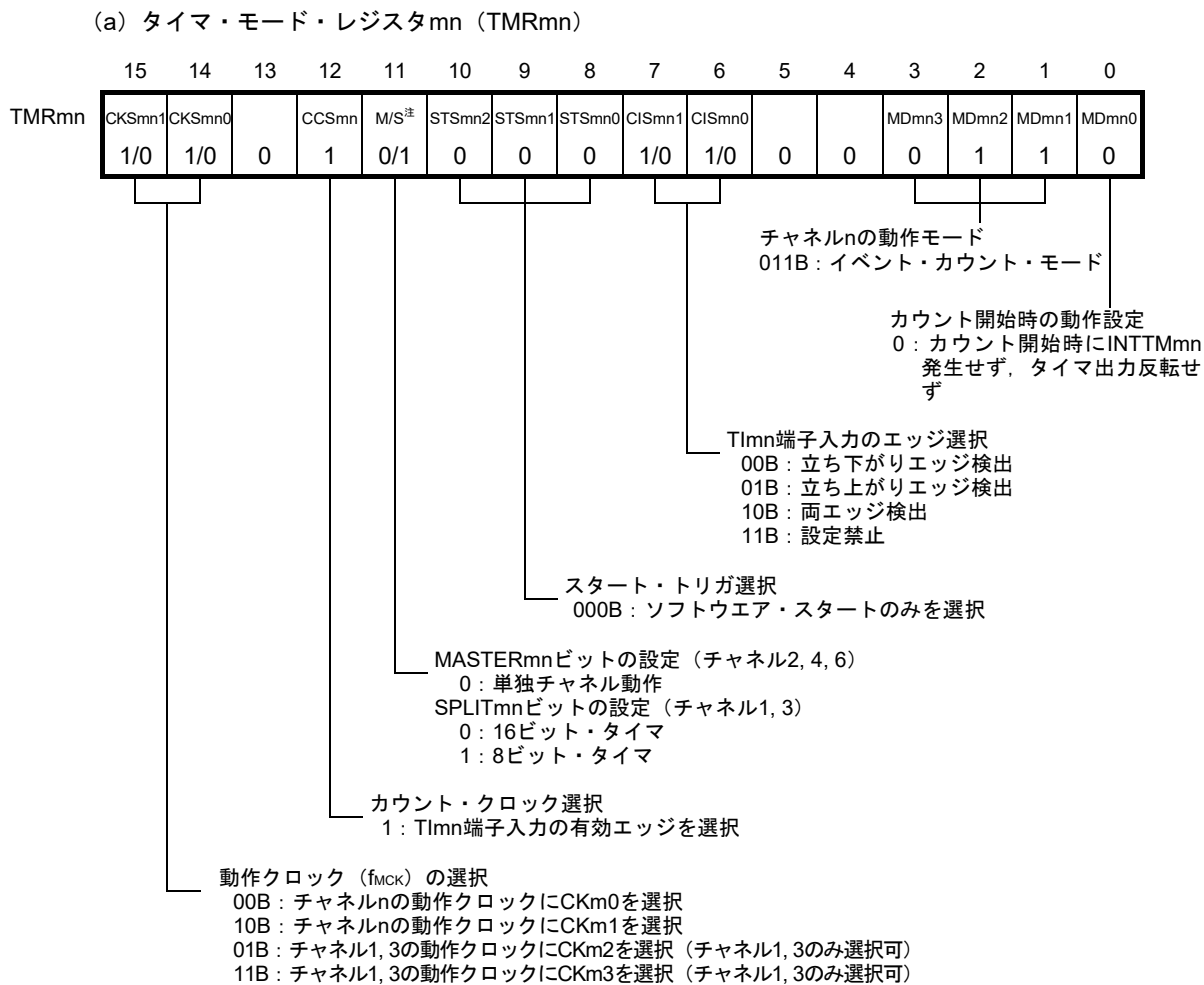 (a) タイマ・モード・レジスタmn（TMRmn）
15 14 13 12 11 10 9 8 7 6 5 4 3 2 1 0
TMRmn CKSmn1 CKSmn0 CCSmn M/S注 STSmn2 STSmn1 STSmn0 CISmn1 CISmn0 MDmn3 MDmn2 MDmn1 MDmn0
1/0 1/0 0 1 0/1 0 0 0 1/0 1/0 0 0 0 1 1 0
チャネルnの動作モード
011B：イベント・カウント・モード
カウント開始時の動作設定
0：カウント開始時にINTTMmn
発生せず，タイマ出力反転せ
ず
TImn端子入力のエッジ選択
00B：立ち下がりエッジ検出
01B：立ち上がりエッジ検出
10B：両エッジ検出
11B：設定禁止
スタート・トリガ選択
000B：ソフトウエア・スタートのみを選択
MASTERmnビットの設定（チャネル2, 4, 6）
0：単独チャネル動作
SPLITmnビットの設定（チャネル1, 3）
0：16ビット・タイマ
1：8ビット・タイマ
カウント・クロック選択
1：TImn端子入力の有効エッジを選択
動作クロック（fMCK）の選択
00B：チャネルnの動作クロックにCKm0を選択
10B：チャネルnの動作クロックにCKm1を選択
01B：チャネル1, 3の動作クロックにCKm2を選択（チャネル1, 3のみ選択可）
11B：チャネル1, 3の動作クロックにCKm3を選択（チャネル1, 3のみ選択可）